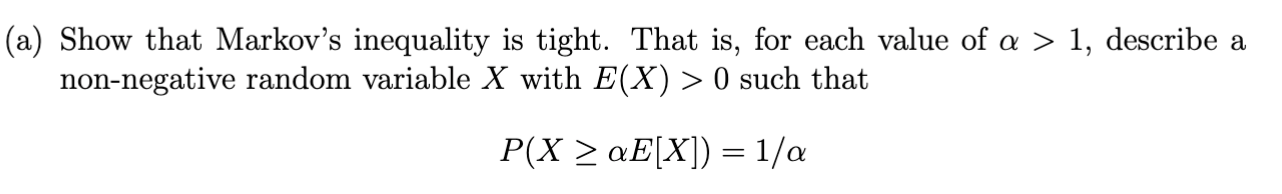 (a) Show that Markov's inequality is tight. That is, for each value of α > 1, describe a
non-negative random variable X with E(X) > 0 such that
P(X ≥ αE[X]) = 1/α